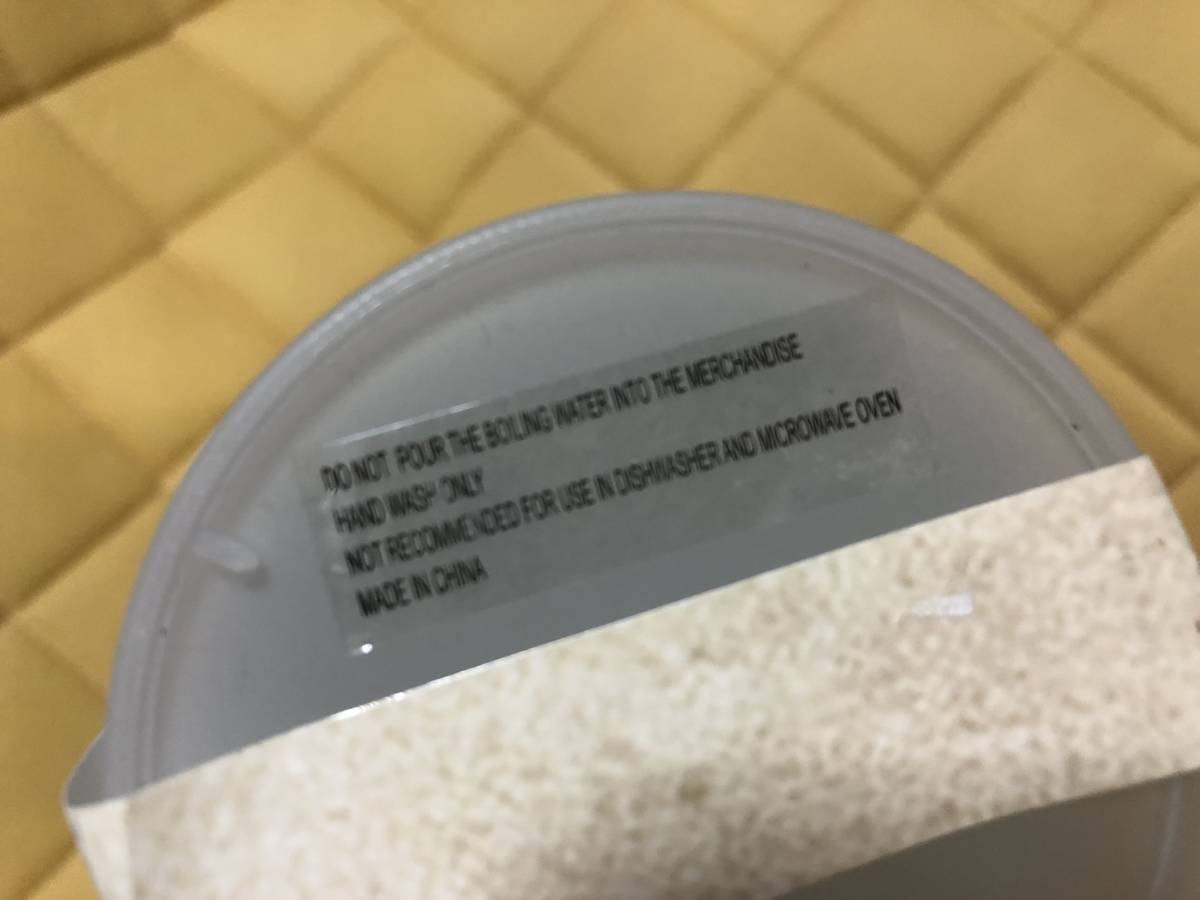 DO NOT POUR THE BOILING WATER INTO THE MERCHANDISE
HAND WASH ONLY
NOT RECOMMENDED FOR USE IN DISHWASHER AND MICROWAVE OVEN
MADE IN CHINA